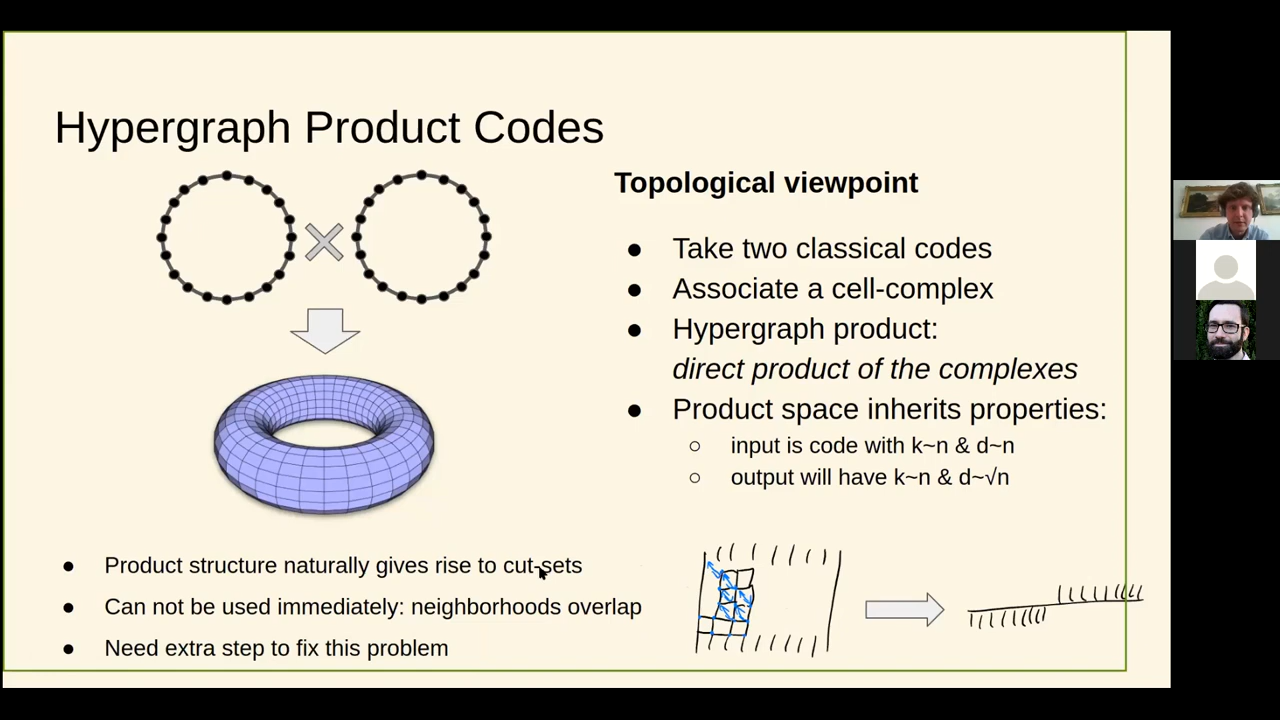 Hypergraph Product Codes
Topological viewpoint
● Take two classical codes
● Associate a cell-complex
● Hypergraph product:
direct product of the complexes
● Product space inherits properties:
○ input is code with k~n & d~n
○ output will have k~n & d~√n
● Product structure naturally gives rise to cut-sets
● Can not be used immediately: neighborhoods overlap
● Need extra step to fix this problem